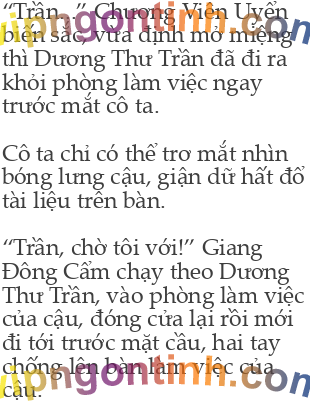 “Trần...” Chương Viên Uyển
biến sắc, vừa định mở miệng
thì Dương Thư Trần đã đi ra
khỏi phòng làm việc ngay
trước mắt cô ta.
Cô ta chỉ có thể trơ mắt nhìn
bóng lưng cậu, giận dữ hất đổ
tài liệu trên bàn.
“Trần, chờ tôi với!” Giang
Đông Cẩm chạy theo Dương
Thư Trần, vào phòng làm việc
của cậu, đóng cửa lại rồi mới
đi tới trước mặt cầu, hai tay
chống lên bàn làm việc của
cậu.
vipngontinh.com
vipngontinh.com